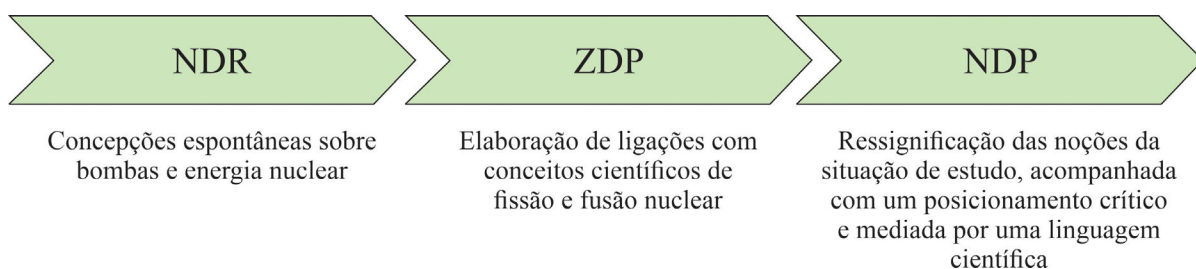 NDR
Concepções espontâneas sobre
bombas e energia nuclear
ZDP
Elaboração de ligações com
conceitos científicos de
fissão e fusão nuclear
NDP
Ressignificação das noções da
situação de estudo, acompanhada
com um posicionamento crítico
e mediada por uma linguagem
científica